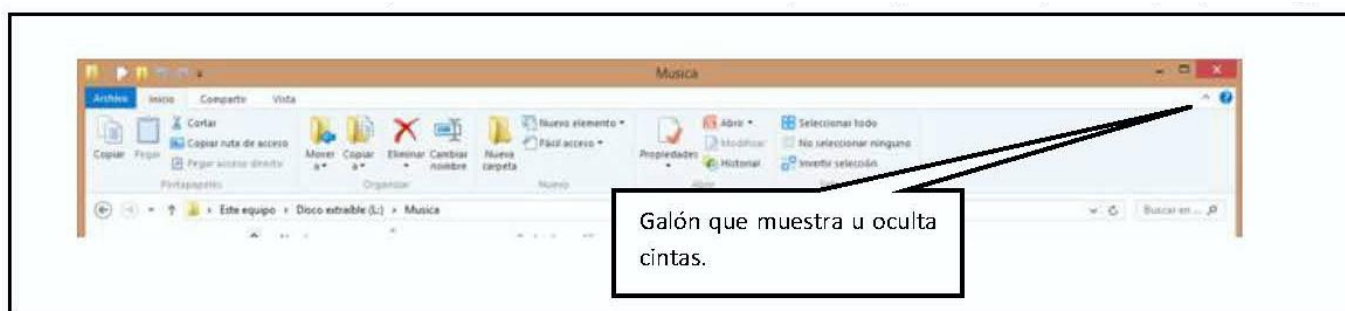 Musica
Archivo Inicio Compartir Vista
Copiar
Pegar
Cortar
Copiar ruta de acceso
Pegar acceso directo
Portapapeles
Mover a
Copiar a
Eliminar
Cambiar nombre
Organizar
Nueva carpeta
Nuevo elemento
Fácil acceso
Nuevo
Propiedades
Abrir
Modificar
Historial
Abrir
Seleccionar todo
No seleccionar ninguno
Invertir selección
Este equipo Disco extraíble (L:) Musica
Buscar en ...
Galón que muestra u oculta
cintas.